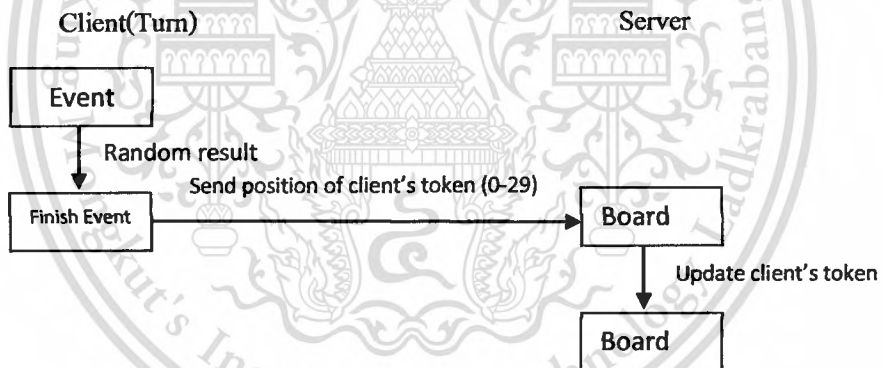 Client(Turn)
Server
Event
Random result
Send position of client's token (0-29)
Finish Event
Board
Update client's token
Board